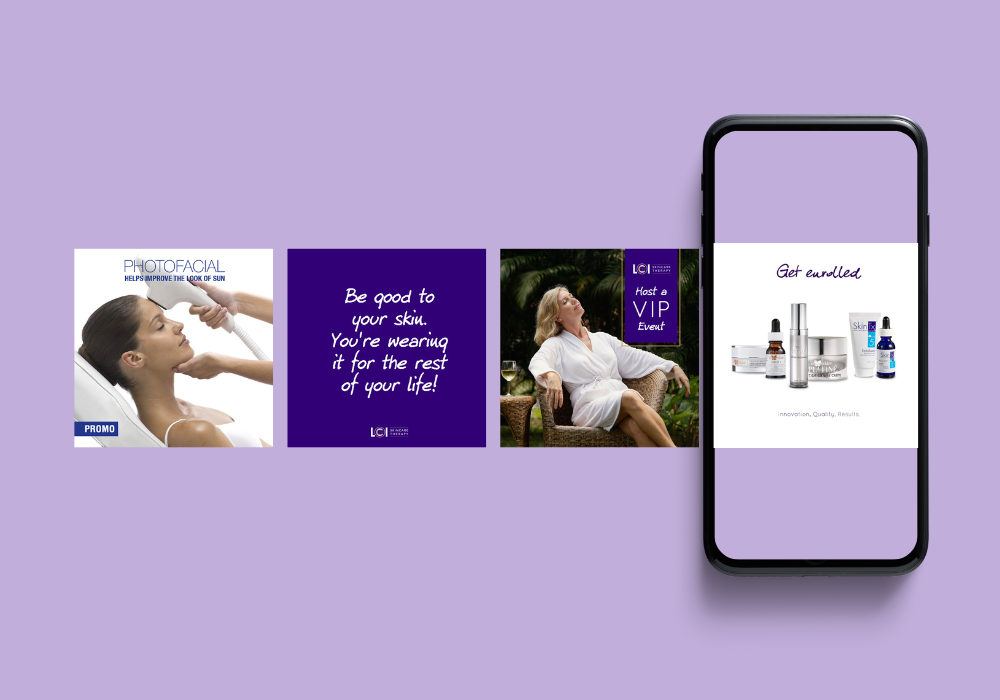 PHOTOFACIAL
HELPS IMPROVE THE LOOK OF SUN
PROMO
Be good to
your skin.
You're wearing
it for the rest
of your life!
LCI SKINCARE
THERAPY
LCI SKINCARE
THERAPY
Host a
VIP
Event
Get enrolled
Skin Tx
Innovation, Quality, Results.